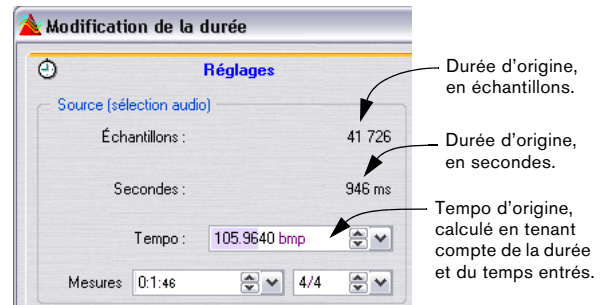 Modification de la durée
Réglages
Source (sélection audio)
Échantillons : 41 726
Secondes : 946 ms
Tempo : 105.9640 bmp
Mesures 0:1:46 4/4
Durée d'origine,
en échantillons.
Durée d'origine,
en secondes.
Tempo d'origine,
calculé en tenant
compte de la durée
et du temps entrés.